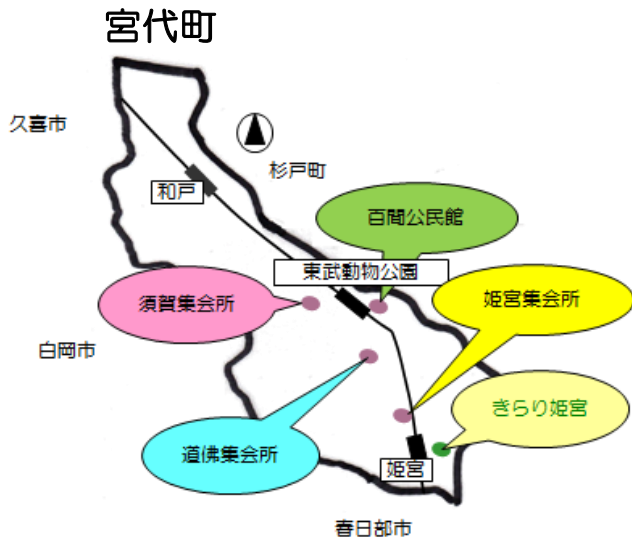 宮代町
久喜市
杉戸町
和戸
百間公民館
東武動物公園
須賀集会所
姫宮集会所
白岡市
きらり姫宮
道佛集会所
姫宮
春日部市